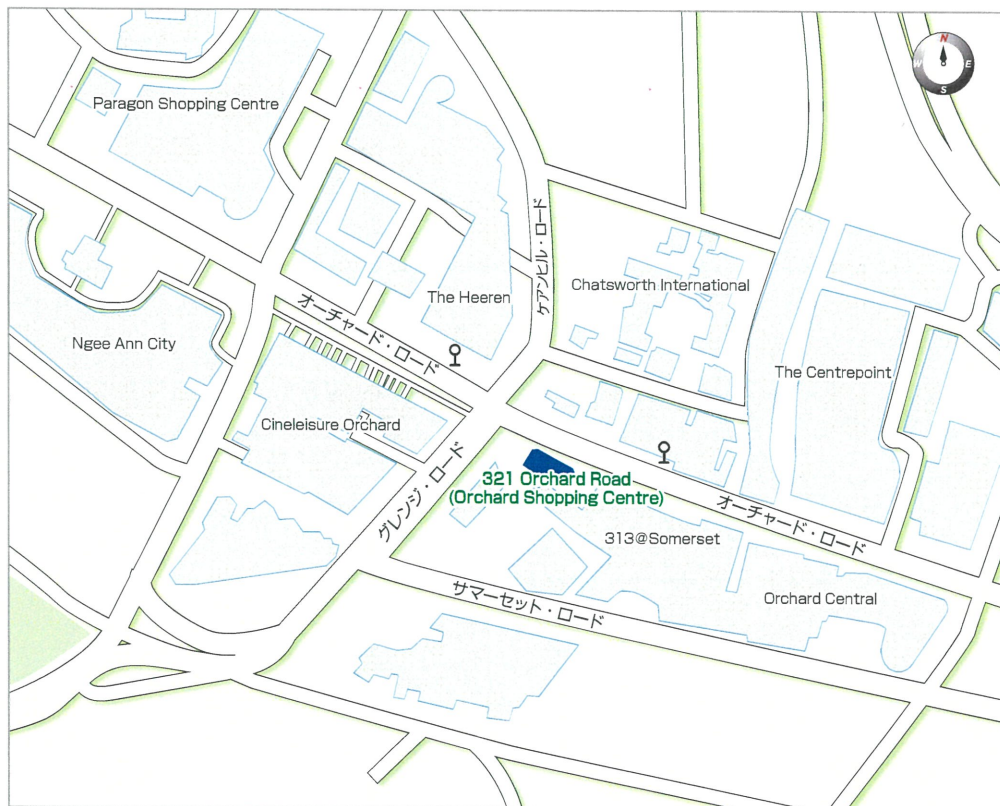 N
W
E
S
Paragon Shopping Centre
ケアンヒル・ロード
Chatsworth International
The Heeren
オーチャード・ロード
Ngee Ann City
The Centrepoint
Cineleisure Orchard
グレンジ・ロード
321 Orchard Road
(Orchard Shopping Centre)
オーチャード・ロード
313@Somerset
サマーセット・ロード
Orchard Central